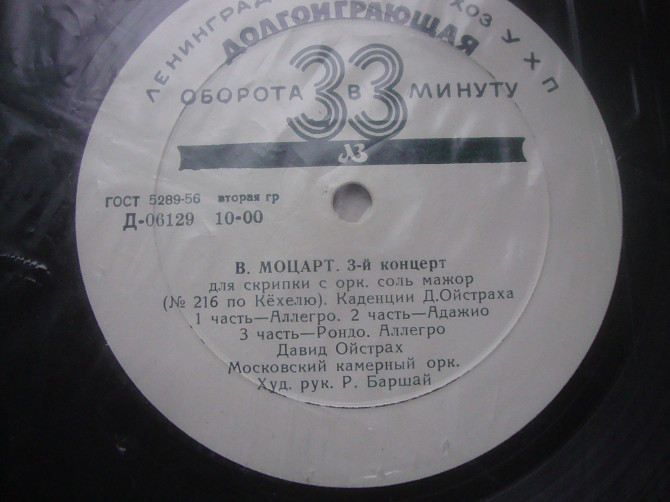 ЛЕНИНГРАД ХОЗ У Х П
ДОЛГОИГРАЮЩАЯ
ОБОРОТА 33 В МИНУТУ
ЛЗ
ГОСТ 5289-56 вторая гр
Д-06129 10-00
В. МОЦАРТ. 3-й концерт
для скрипки с орк. соль мажор
(№ 216 по Кёхелю). Каденции Д.Ойстраха
1 часть—Аллегро. 2 часть—Адажио
3 часть—Рондо. Аллегро
Давид Ойстрах
Московский камерный орк.
Худ. рук. Р. Баршай